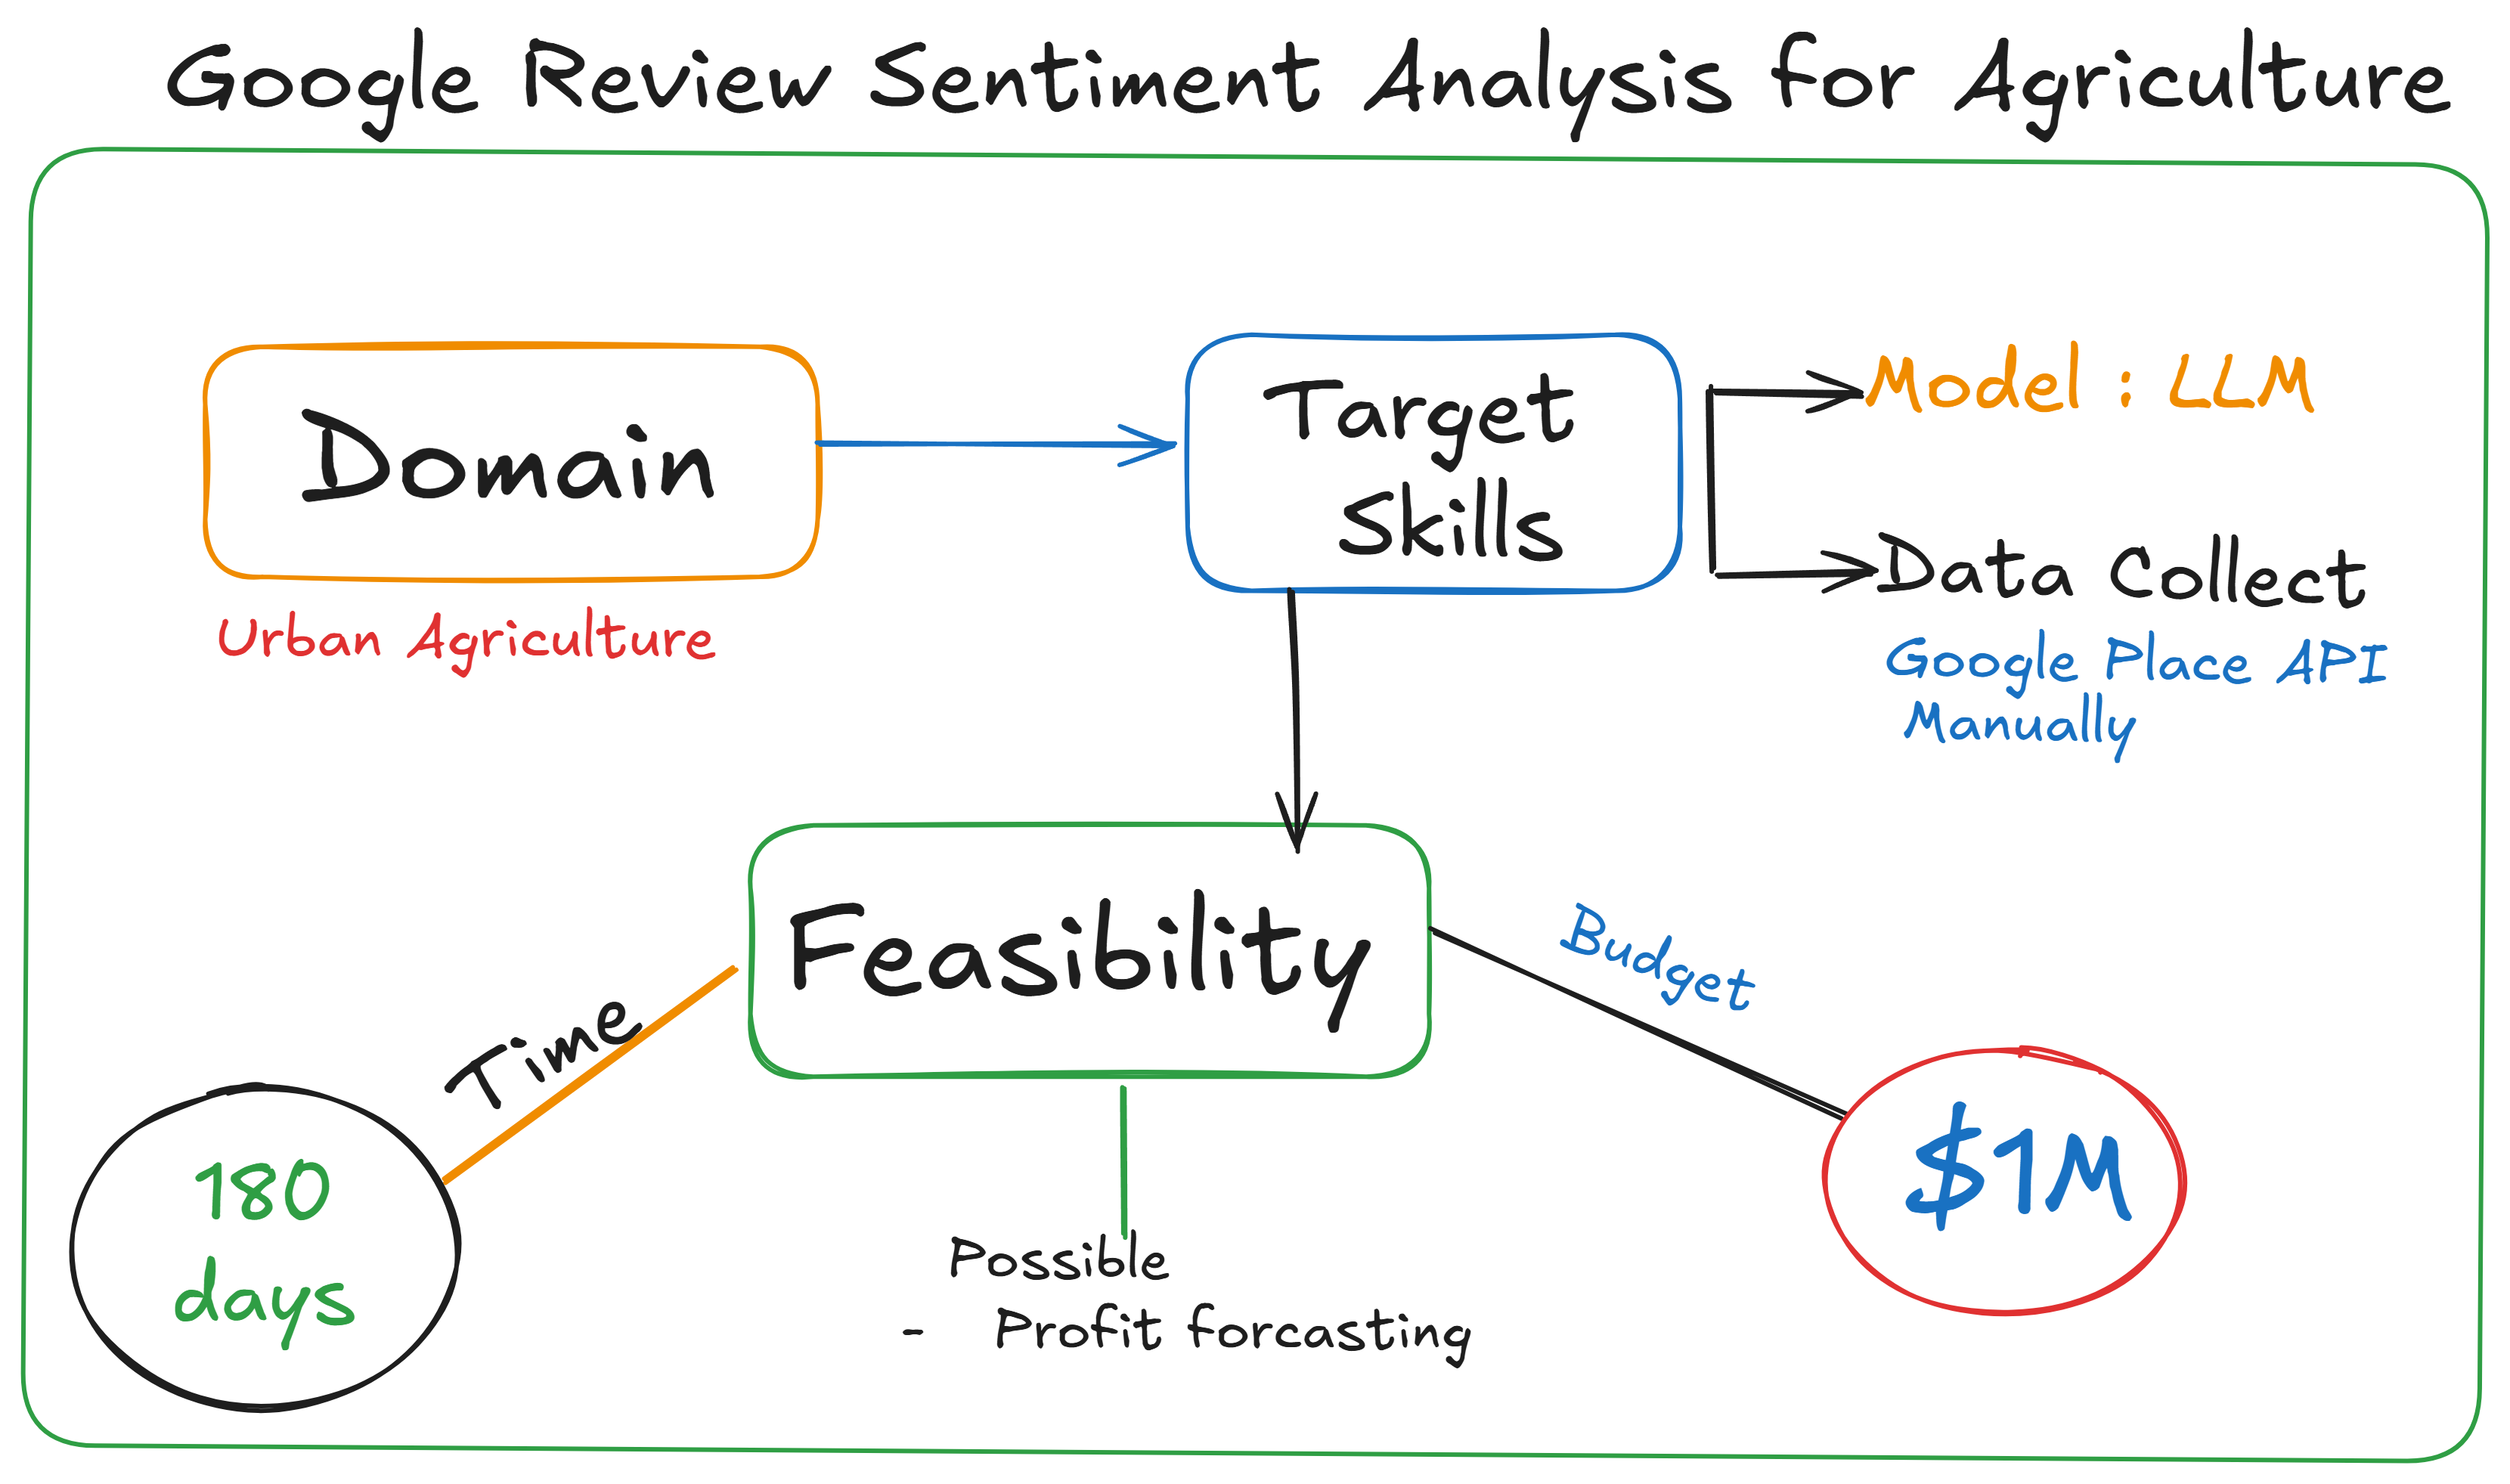 Google Review Sentiment Analysis for Agriculture
Domain
Urban Agriculture
Target
Skills
Model : LLM
Data Collect
Google Place API
Manually
Feasibility
Time
180
days
Budget
$1M
Possible
- Profit forcasting